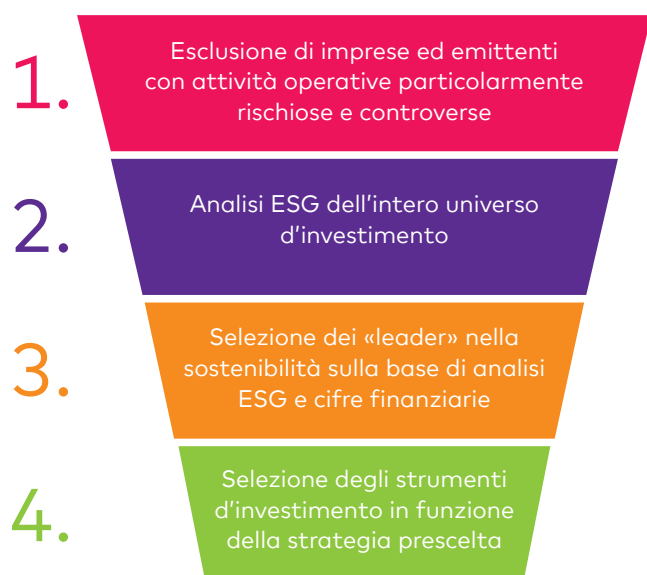 1.
Esclusione di imprese ed emittenti
con attività operative particolarmente
rischiose e controverse
2.
Analisi ESG dell’intero universo
d’investimento
3.
Selezione dei «leader» nella
sostenibilità sulla base di analisi
ESG e cifre finanziarie
4.
Selezione degli strumenti
d’investimento in funzione
della strategia prescelta